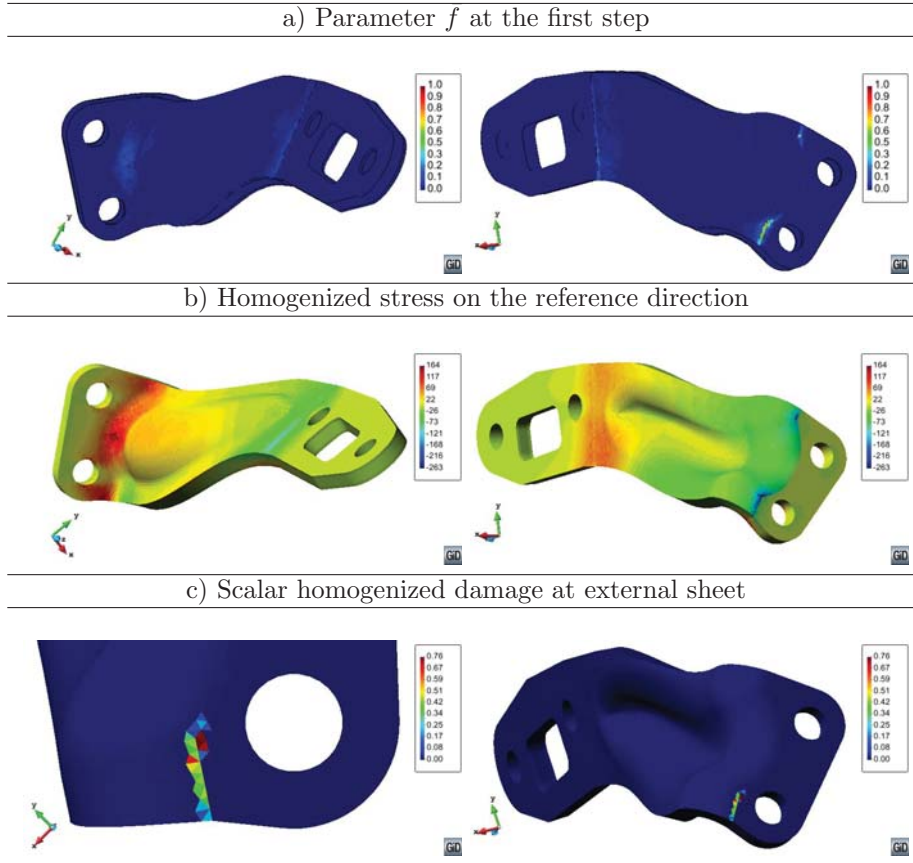 a) Parameter f at the first step
1.0
0.9
0.8
0.7
0.6
0.5
0.4
0.3
0.2
0.1
0.0
y
x
GiD
1.0
0.9
0.8
0.7
0.6
0.5
0.4
0.3
0.2
0.1
0.0
y
x
GiD
b) Homogenized stress on the reference direction
164
117
69
22
-26
-73
-121
-168
-216
-263
y
z
x
GiD
164
117
69
22
-26
-73
-121
-168
-216
-263
y
x
GiD
c) Scalar homogenized damage at external sheet
0.76
0.67
0.59
0.51
0.42
0.34
0.25
0.17
0.08
0.00
y
x
GiD
0.76
0.67
0.59
0.51
0.42
0.34
0.25
0.17
0.08
0.00
y
x
GiD